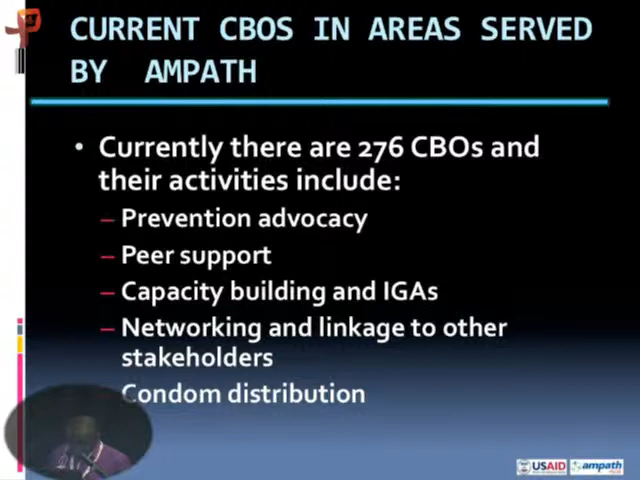 CURRENT CBOS IN AREAS SERVED
BY AMPATH
• Currently there are 276 CBOs and
their activities include:
– Prevention advocacy
– Peer support
– Capacity building and IGAs
– Networking and linkage to other
stakeholders
Condom distribution
USAID ampath